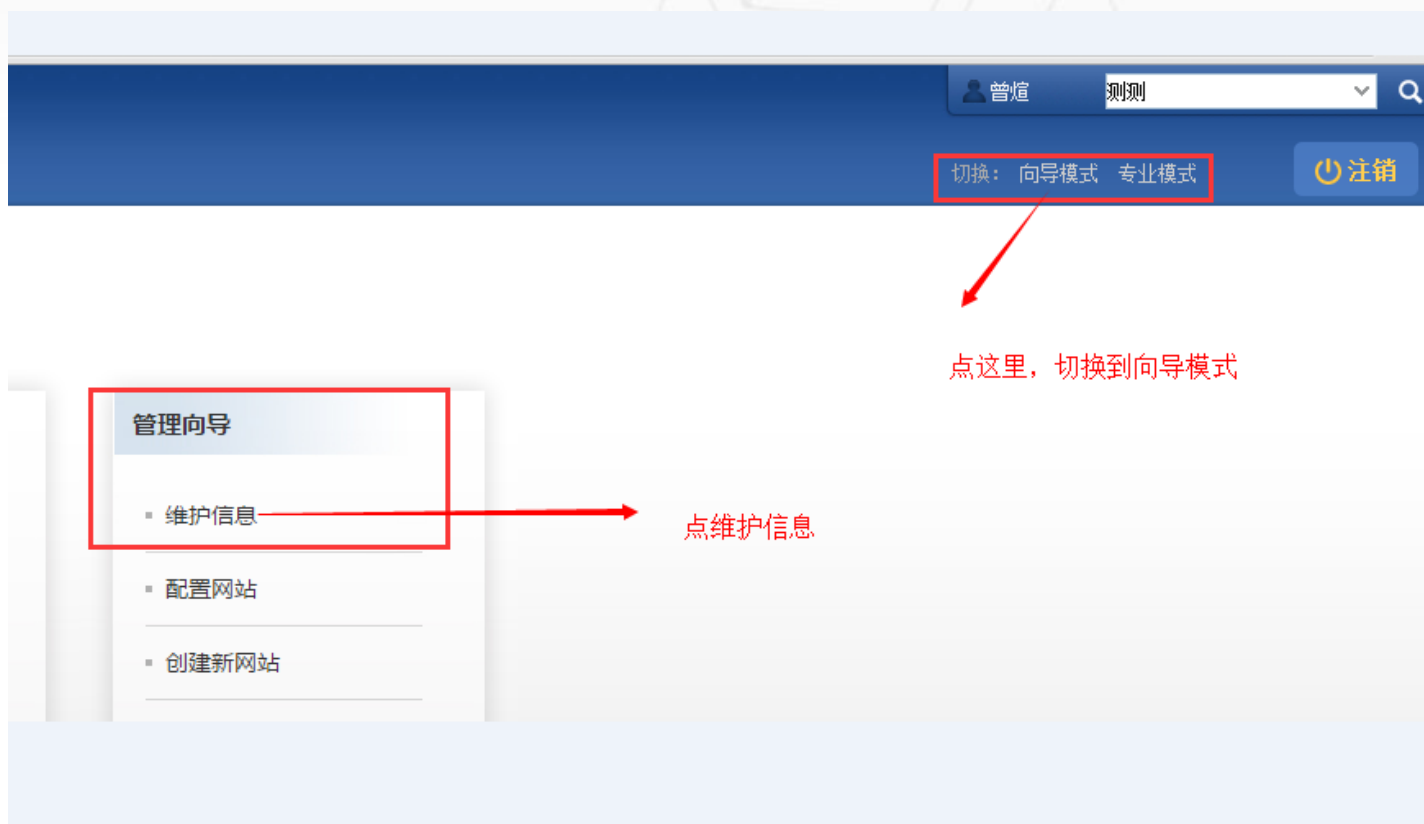 曾煊 测测
切换： 向导模式 专业模式 注销
点这里，切换到向导模式
管理向导
维护信息
点维护信息
配置网站
创建新网站